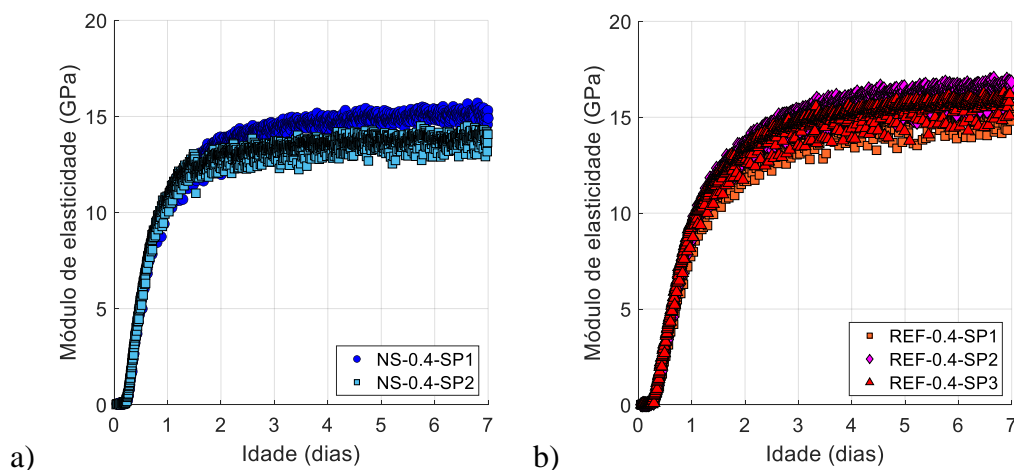 20
15
10
5
0
Módulo de elasticidade (GPa)
0 1 2 3 4 5 6 7
Idade (dias)
NS-0.4-SP1
NS-0.4-SP2
a)
20
15
10
5
0
Módulo de elasticidade (GPa)
0 1 2 3 4 5 6 7
Idade (dias)
REF-0.4-SP1
REF-0.4-SP2
REF-0.4-SP3
b)